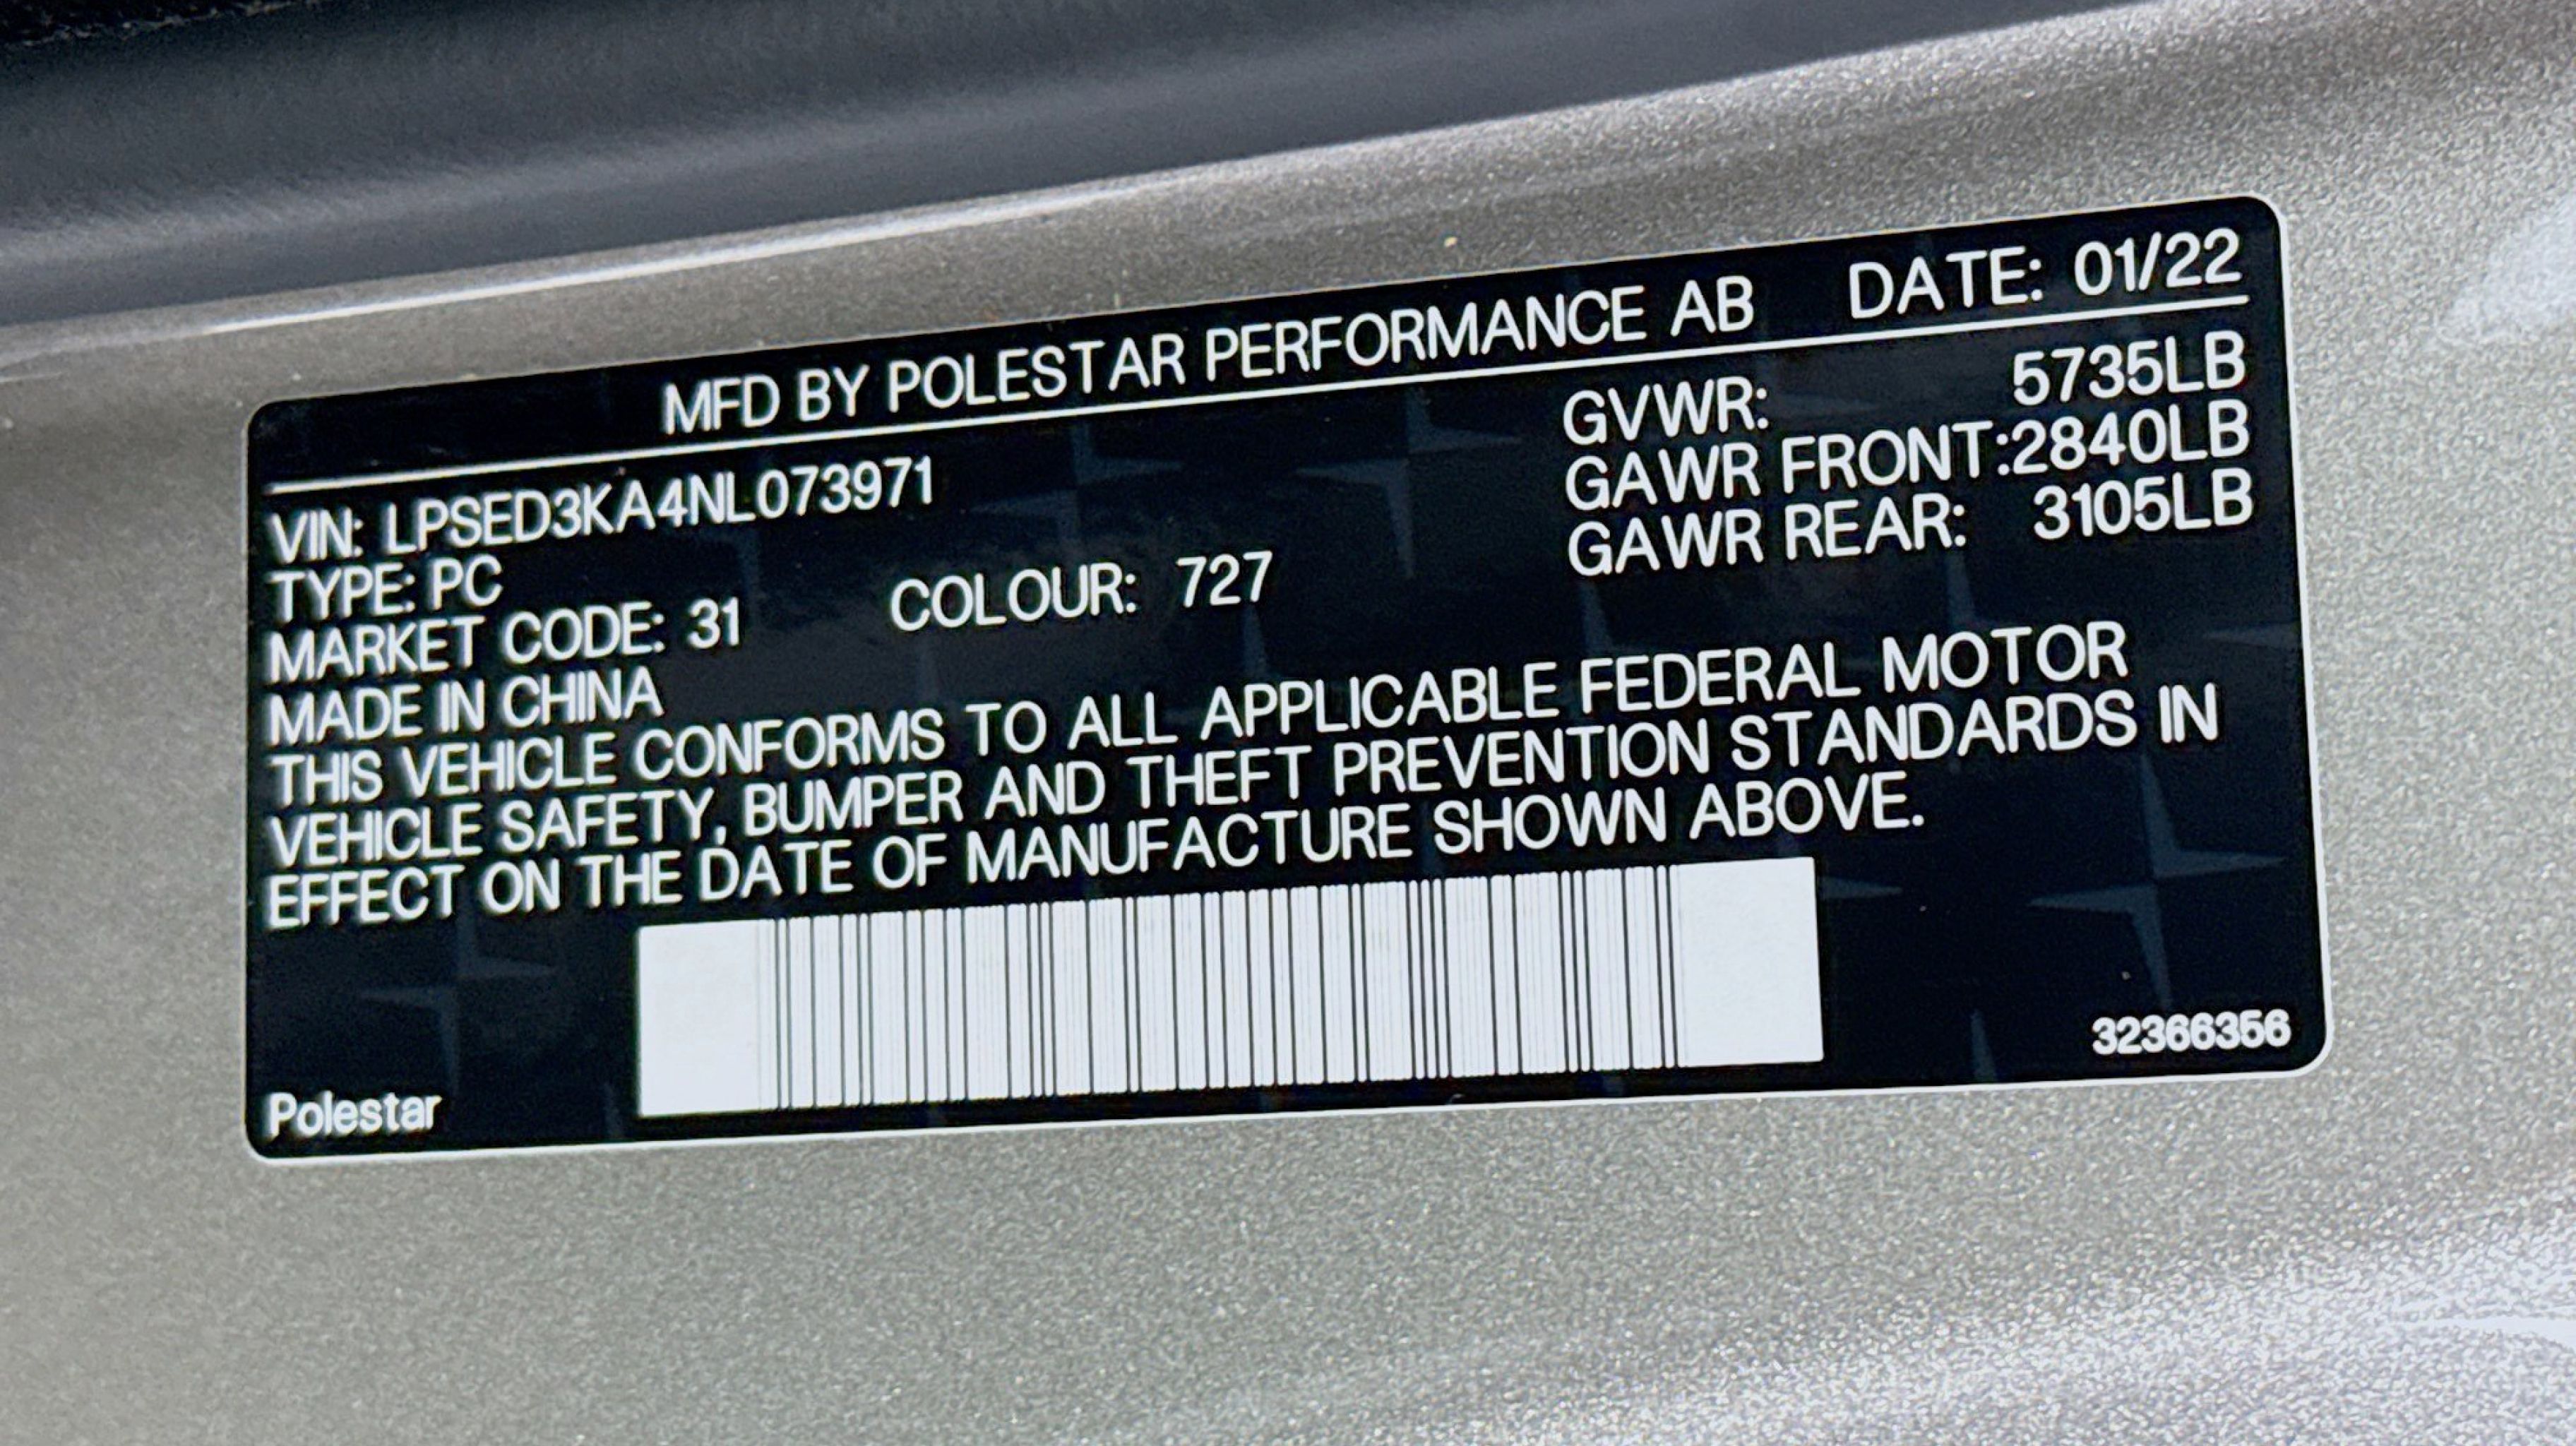 MFD BY POLESTAR PERFORMANCE AB DATE: 01/22
VIN: LPSED3KA4NL073971
TYPE: PC
MARKET CODE: 31 COLOUR: 727
MADE IN CHINA
GVWR: 5735LB
GAWR FRONT:2840LB
GAWR REAR: 3105LB
THIS VEHICLE CONFORMS TO ALL APPLICABLE FEDERAL MOTOR
VEHICLE SAFETY, BUMPER AND THEFT PREVENTION STANDARDS IN
EFFECT ON THE DATE OF MANUFACTURE SHOWN ABOVE.
Polestar
32366356